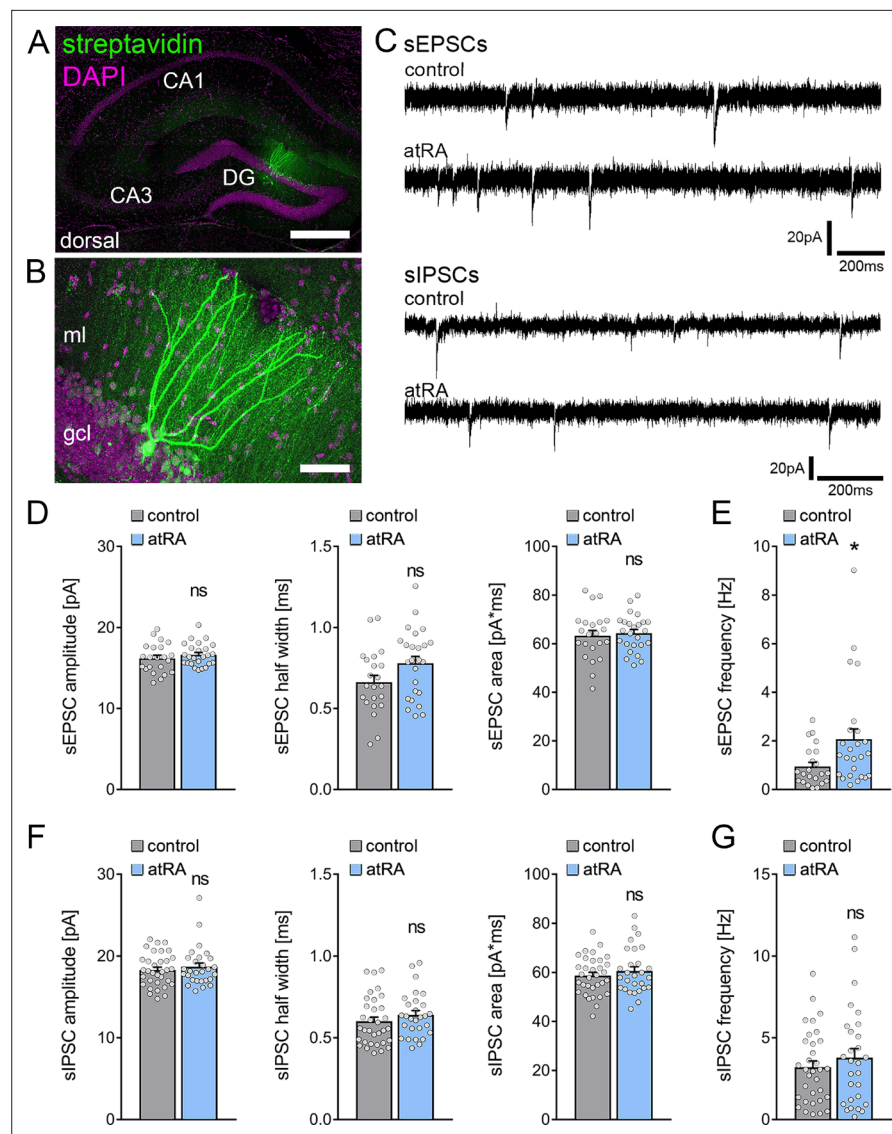 A
streptavidin
DAPI
CA1
CA3
DG
dorsal
B
ml
gcl
C
sEPSCs
control
atRA
20pA
200ms
sIPSCs
control
atRA
20pA
200ms
D
control
atRA
sEPSC amplitude [pA]
30
20
10
0
ns
control
atRA
sEPSC half width [ms]
1.5
1.0
0.5
0.0
ns
control
atRA
sEPSC area [pA*ms]
100
80
60
40
20
0
ns
E
control
atRA
sEPSC frequency [Hz]
10
8
6
4
2
0
*
F
control
atRA
sIPSC amplitude [pA]
30
20
10
0
ns
control
atRA
sIPSC half width [ms]
1.5
1.0
0.5
0.0
ns
control
atRA
sIPSC area [pA*ms]
100
80
60
40
20
0
ns
G
control
atRA
sIPSC frequency [Hz]
15
10
5
0
ns